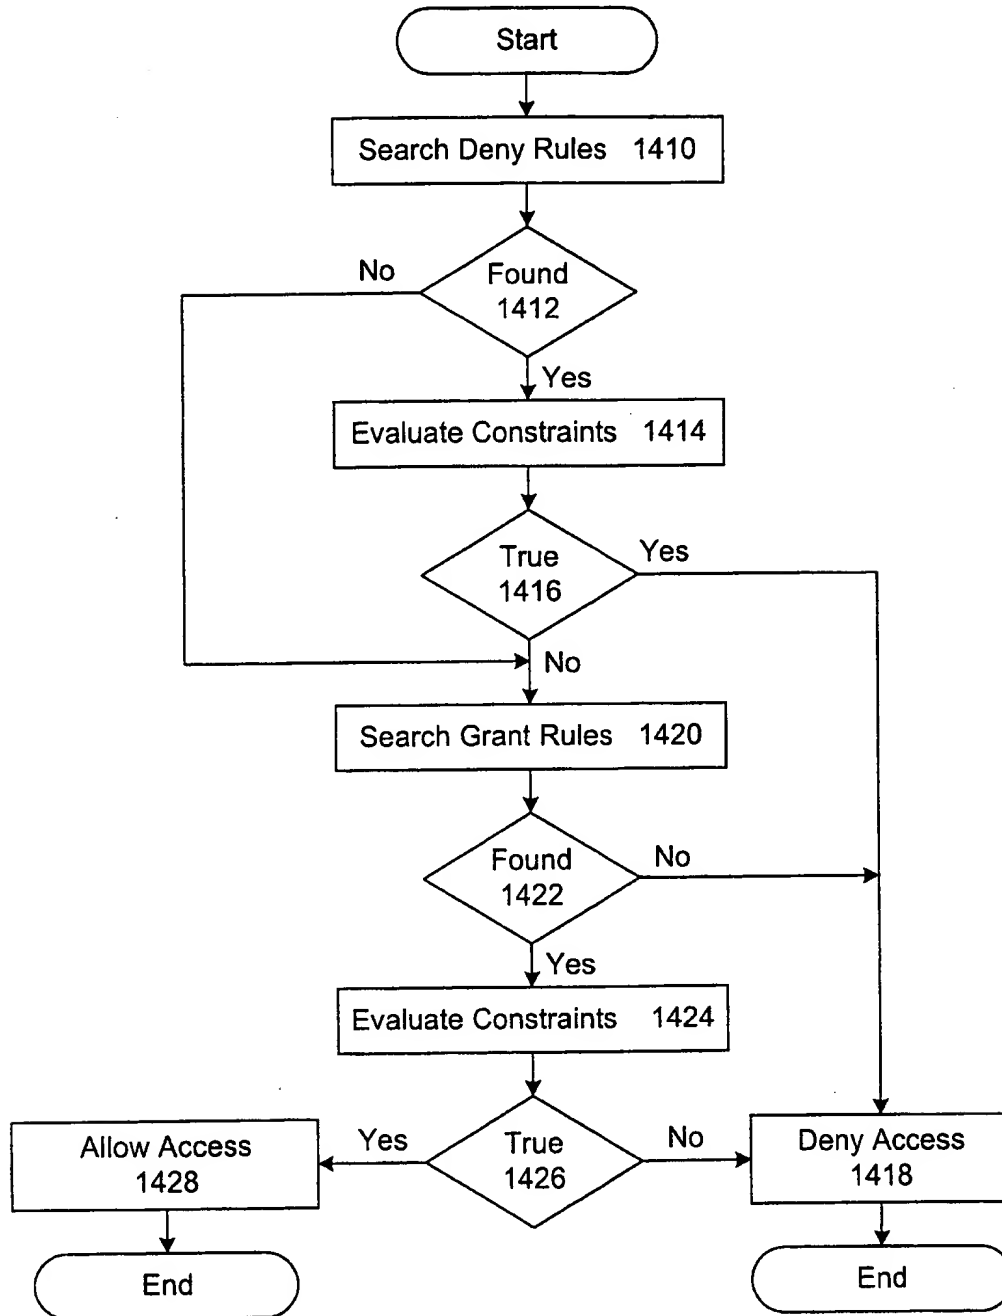 Start
Search Deny Rules 1410
No
Found
1412
Yes
Evaluate Constraints 1414
True
1416
Yes
No
Search Grant Rules 1420
Found
1422
No
Yes
Evaluate Constraints 1424
Allow Access
1428
Yes
True
1426
No
Deny Access
1418
End
End